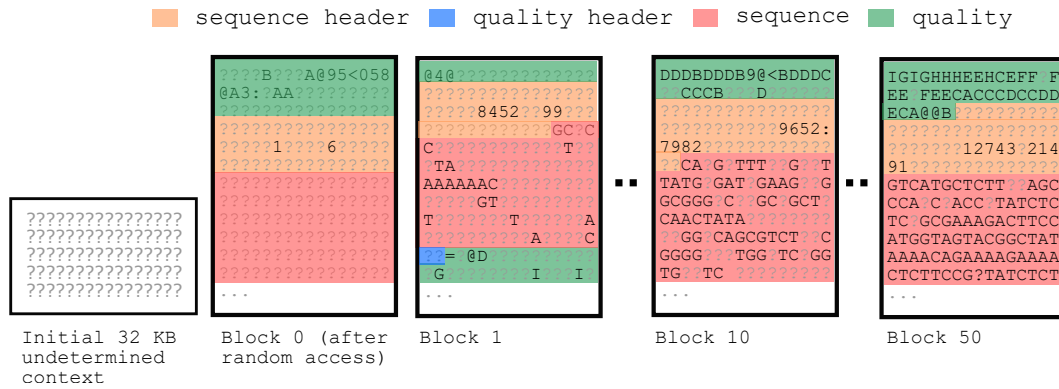 sequence header
quality header
sequence
quality
????????????????
????????????????
????????????????
????????????????
????????????????
Initial 32 KB
undetermined
context
????B???A@95<058
@A3:?AA?????????
????????????????
????????????????
?????1????6?????
????????????????
????????????????
????????????????
????????????????
????????????????
????????????????
????????????????
...
Block 0 (after
random access)
@4@?????????????
????????????????
?????8452??99???
????????????GC?C
C????????????T??
?TA?????????????
AAAAAAC?????????
?????GT?????????
T???????T??????A
??????????A????C
??=?@D??????????
?G????????I???I?
...
Block 1
DDDBDDDB9@<BDDDC
??CCCB???D??????
????????????????
???????????9652:
7982????????????
??CA?G?TTT??G??T
TATG?GAT?GAAG??G
GCGGG?C??GC?GCT?
CAACTATA????????
??GG?CAGCGTCT??C
GGGG???TGG?TC?GG
TG??TC??????????
...
Block 10
IGIGHHHEEHCEFF?F
EE?FEECACCCDCCDD
ECA@@B??????????
????????????????
???????12743?214
91??????????????
GTCATGCTCTT??AGC
CCA?C?ACC?TATCTC
TC?GCGAAAGACTTCC
ATGGTAGTACGGCTAT
AAAACAGAAAAGAAAA
CTCTTCCG?TATCTCT
...
Block 50